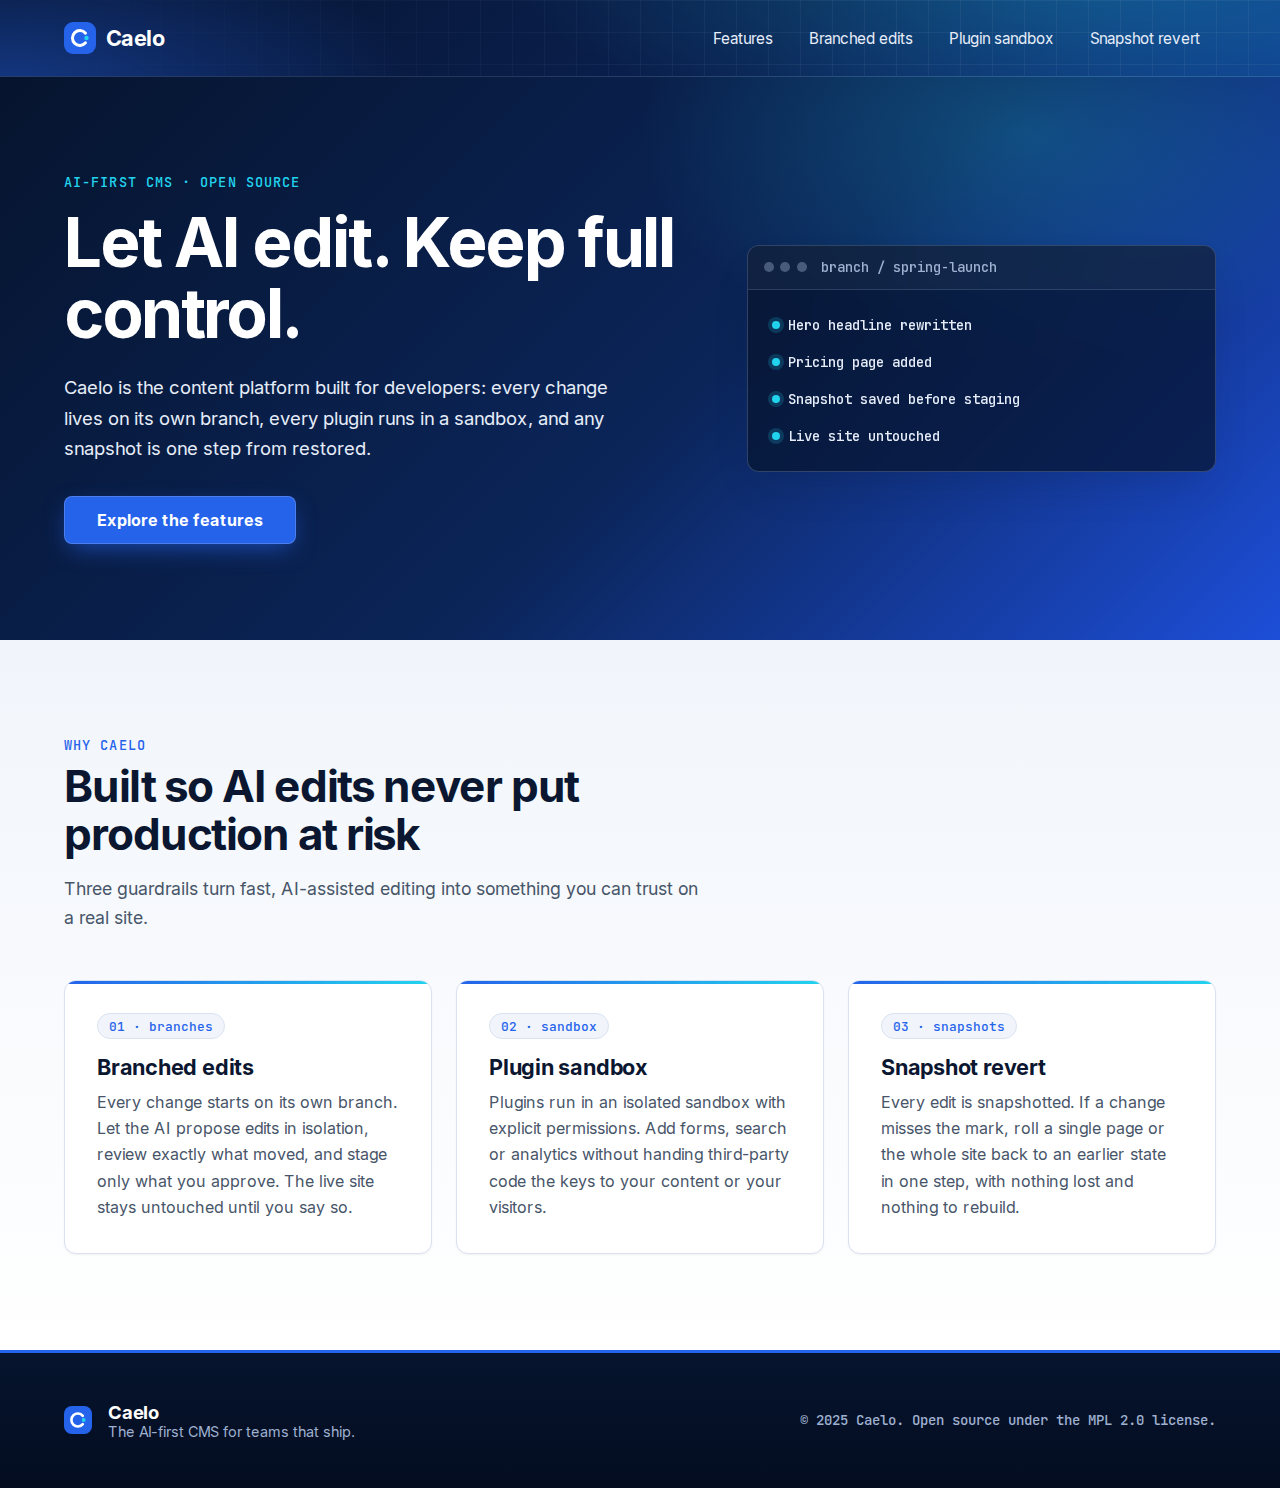 Caelo
Features
Branched edits
Plugin sandbox
Snapshot revert
AI-FIRST CMS · OPEN SOURCE
Let AI edit. Keep full
control.
Caelo is the content platform built for developers: every change
lives on its own branch, every plugin runs in a sandbox, and any
snapshot is one step from restored.
Explore the features
branch / spring-launch
Hero headline rewritten
Pricing page added
Snapshot saved before staging
Live site untouched
WHY CAELO
Built so AI edits never put
production at risk
Three guardrails turn fast, AI-assisted editing into something you can trust on
a real site.
01 · branches
Branched edits
Every change starts on its own branch.
Let the AI propose edits in isolation,
review exactly what moved, and stage
only what you approve. The live site
stays untouched until you say so.
02 · sandbox
Plugin sandbox
Plugins run in an isolated sandbox with
explicit permissions. Add forms, search
or analytics without handing third-party
code the keys to your content or your
visitors.
03 · snapshots
Snapshot revert
Every edit is snapshotted. If a change
misses the mark, roll a single page or
the whole site back to an earlier state
in one step, with nothing lost and
nothing to rebuild.
Caelo
The AI-first CMS for teams that ship.
© 2025 Caelo. Open source under the MPL 2.0 license.